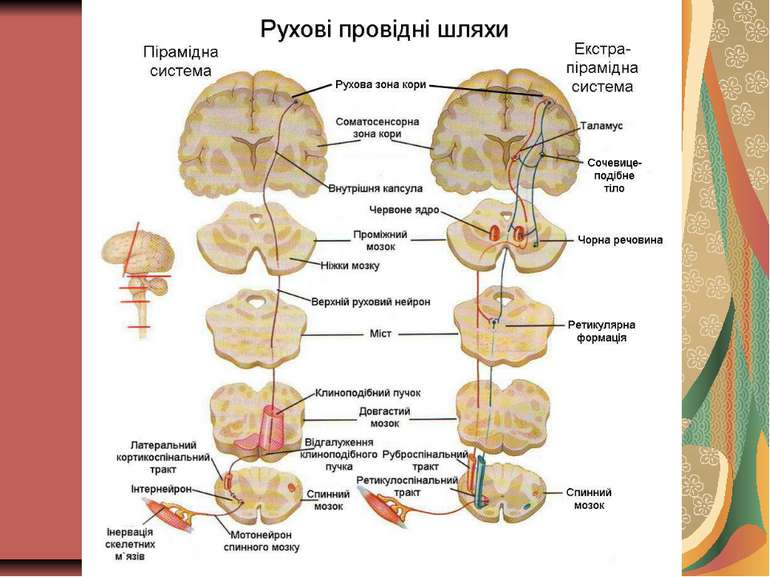 Рухові провідні шляхи
Пірамідна
система
Екстра-
пірамідна
система
Рухова зона кори
Соматосенсорна
зона кори
Таламус
Сочевице-
подібне
тіло
Внутрішня капсула
Червоне ядро
Проміжний
мозок
Чорна речовина
Ніжки мозку
Верхній руховий нейрон
Міст
Ретикулярна
формація
Клиноподібний пучок
Довгастий
мозок
Латеральний
кортикоспінальний
тракт
Відгалуження
клиноподібного
пучка
Руброспінальний
тракт
Ретикулоспінальний
тракт
Інтернейрон
Спинний
мозок
Спинний
мозок
Інервація
скелетних
м`язів
Мотонейрон
спинного мозку